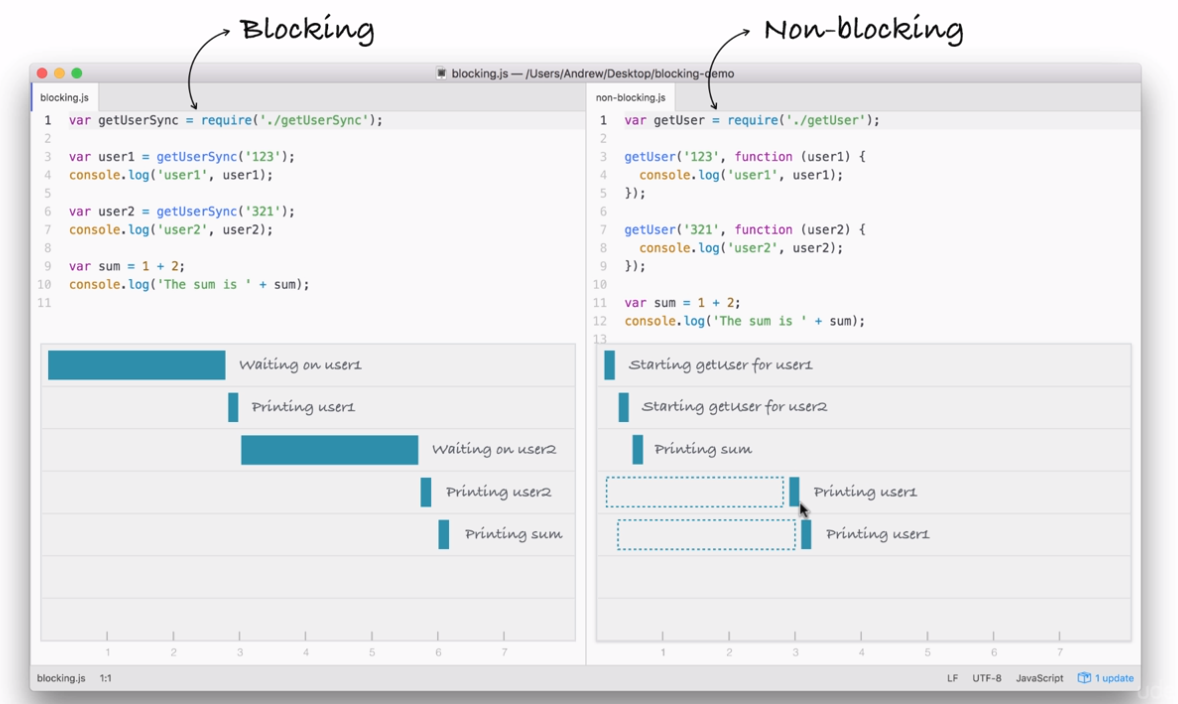 Blocking
Non-blocking
blocking.js — /Users/Andrew/Desktop/blocking-demo
blocking.js
1 var getUserSync = require('./getUserSync');
2
3 var user1 = getUserSync('123');
4 console.log('user1', user1);
5
6 var user2 = getUserSync('321');
7 console.log('user2', user2);
8
9 var sum = 1 + 2;
10 console.log('The sum is ' + sum);
11
Waiting on user1
Printing user1
Waiting on user2
Printing user2
Printing sum
1 2 3 4 5 6 7
non-blocking.js
1 var getUser = require('./getUser');
2
3 getUser('123', function (user1) {
4 console.log('user1', user1);
5 });
6
7 getUser('321', function (user2) {
8 console.log('user2', user2);
9 });
10
11 var sum = 1 + 2;
12 console.log('The sum is ' + sum);
13
Starting getUser for user1
Starting getUser for user2
Printing sum
Printing user1
Printing user1
1 2 3 4 5 6 7
blocking.js 1:1 LF UTF-8 JavaScript 1 update